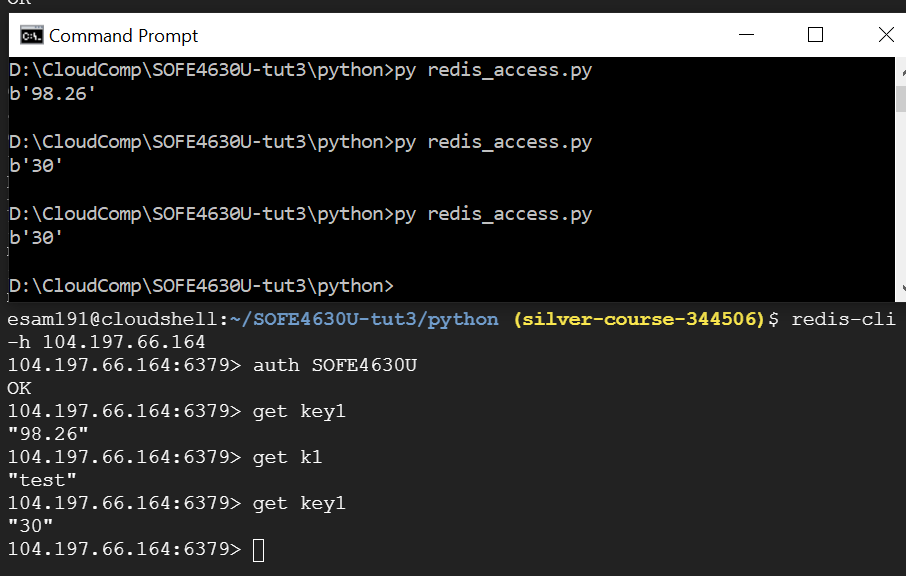 OK
Command Prompt
D:\CloudComp\SOFE4630U-tut3\python>py redis_access.py
b'98.26'
D:\CloudComp\SOFE4630U-tut3\python>py redis_access.py
b'30'
D:\CloudComp\SOFE4630U-tut3\python>py redis_access.py
b'30'
D:\CloudComp\SOFE4630U-tut3\python>
esam191@cloudshell:~/SOFE4630U-tut3/python (silver-course-344506)$ redis-cli
-h 104.197.66.164
104.197.66.164:6379> auth SOFE4630U
OK
104.197.66.164:6379> get key1
"98.26"
104.197.66.164:6379> get k1
"test"
104.197.66.164:6379> get key1
"30"
104.197.66.164:6379>